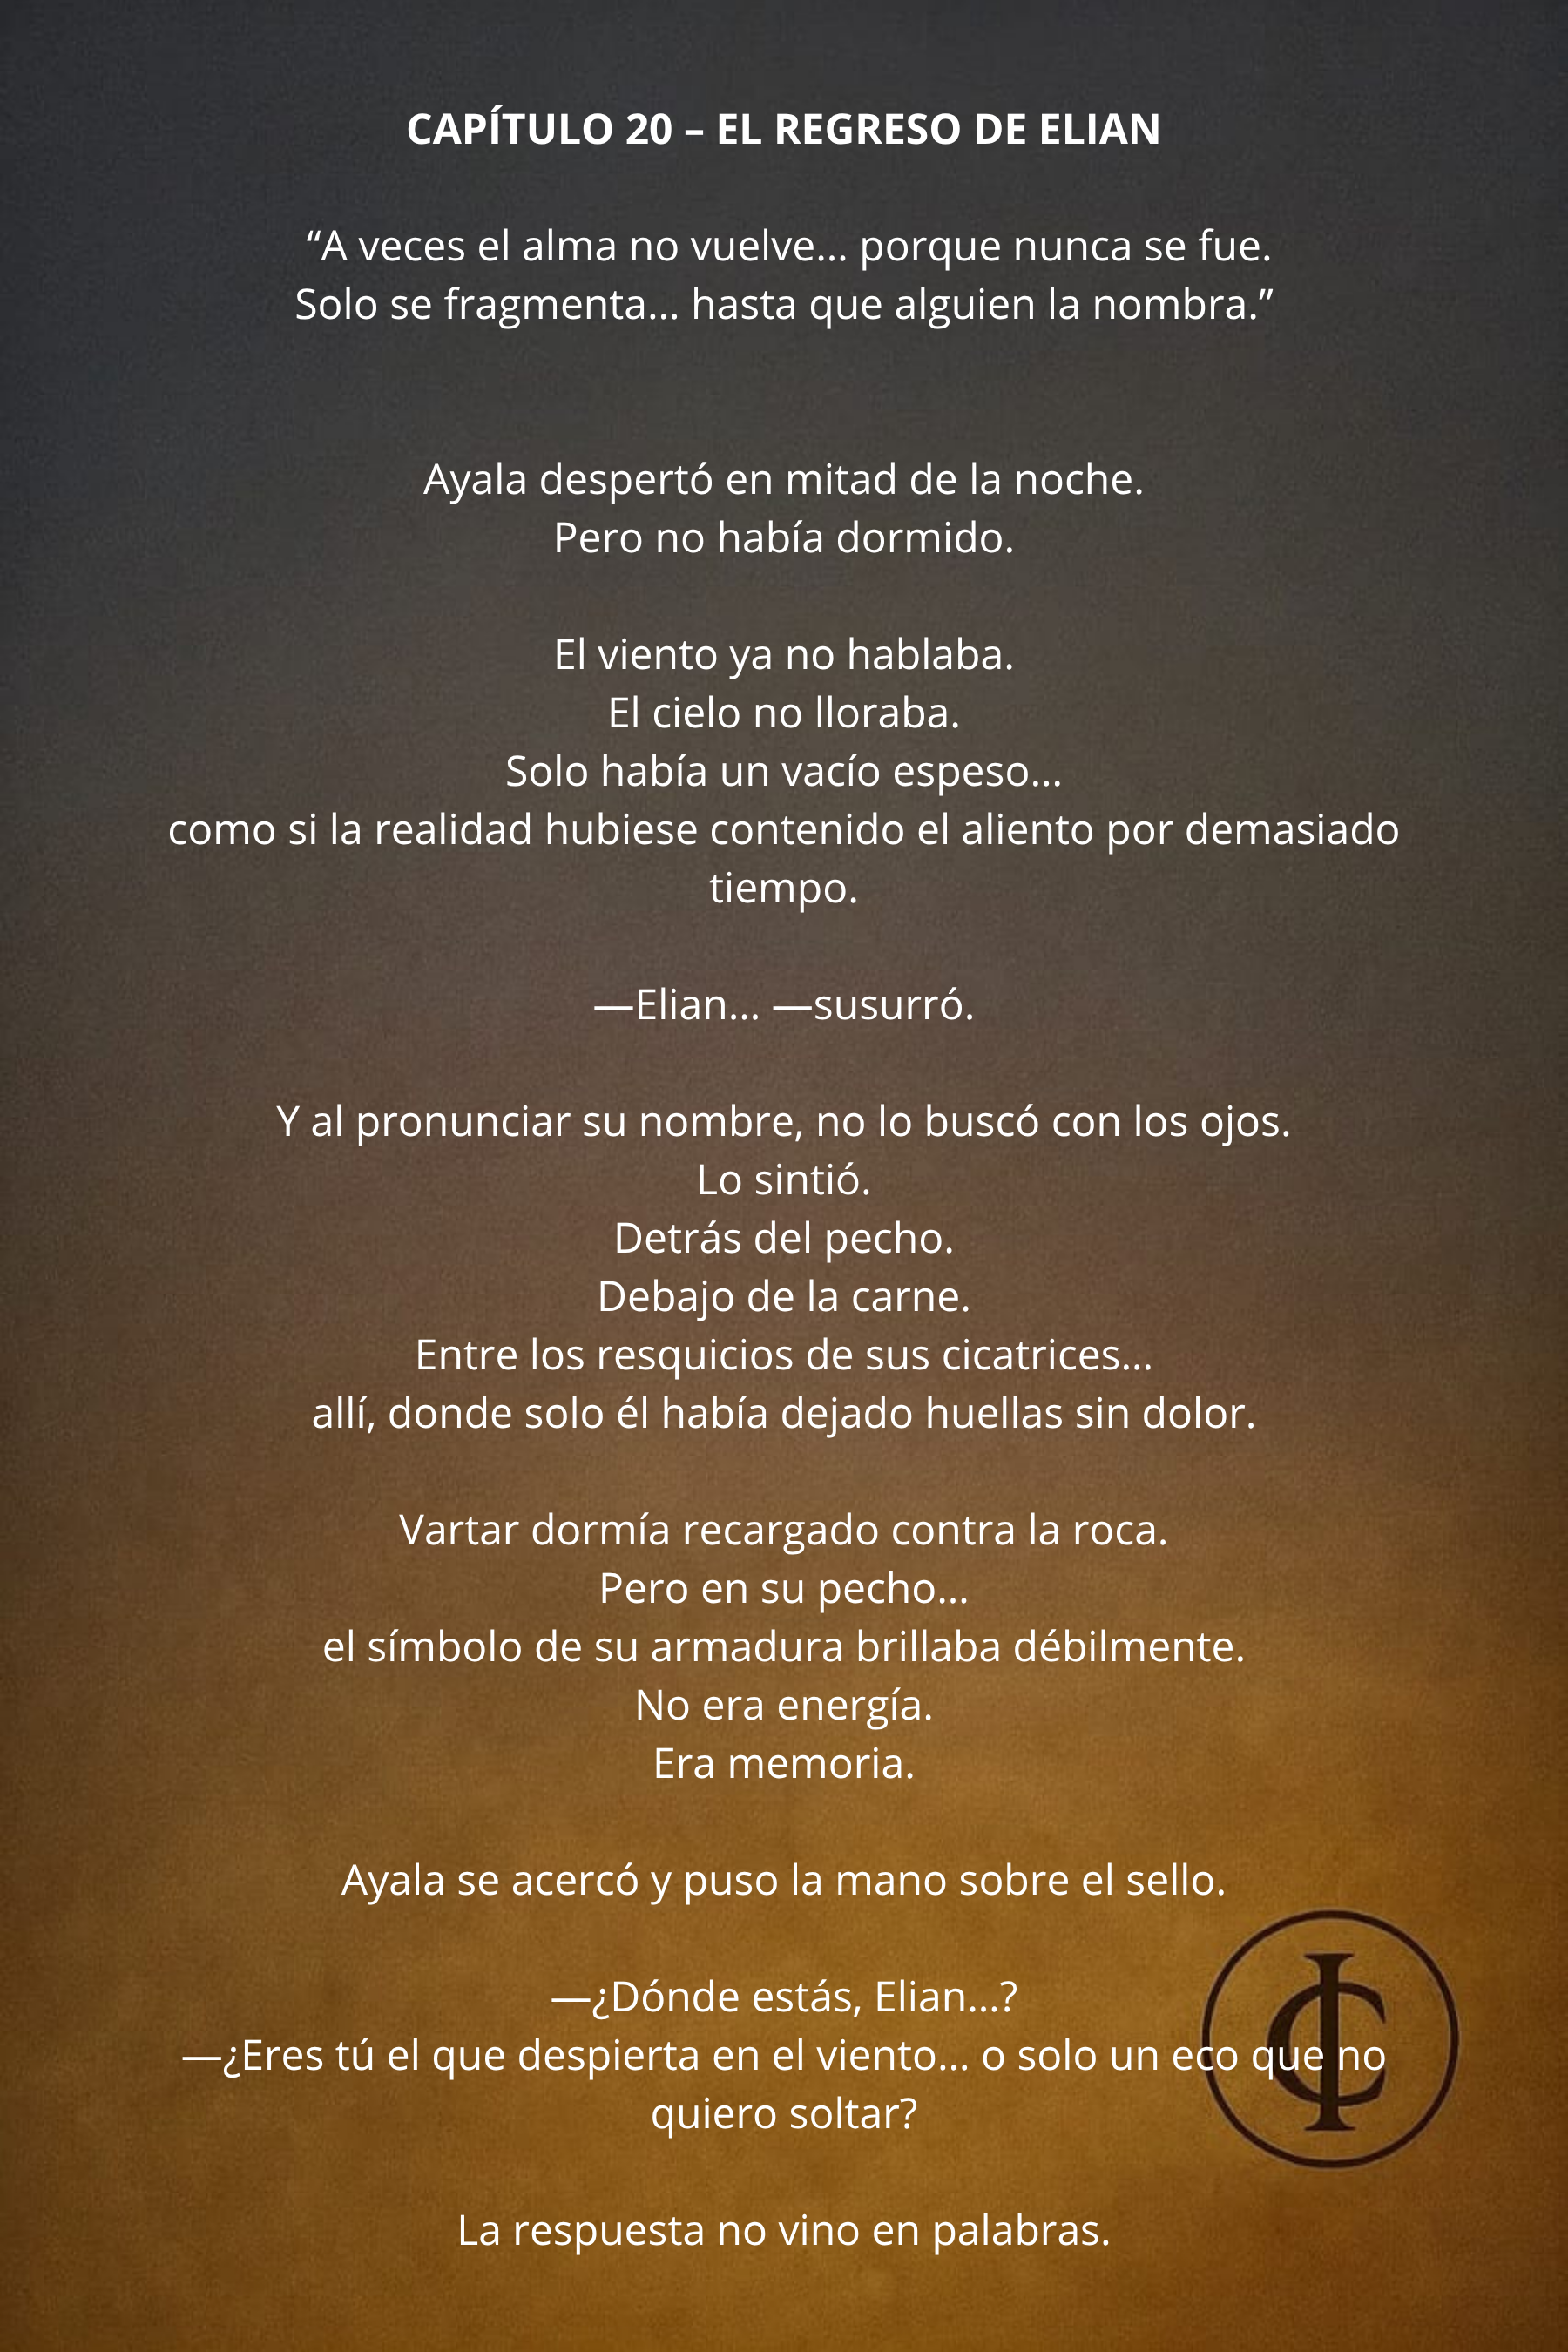 CAPÍTULO 20 – EL REGRESO DE ELIAN
“A veces el alma no vuelve… porque nunca se fue.
Solo se fragmenta… hasta que alguien la nombra.”
Ayala despertó en mitad de la noche.
Pero no había dormido.
El viento ya no hablaba.
El cielo no lloraba.
Solo había un vacío espeso…
como si la realidad hubiese contenido el aliento por demasiado
tiempo.
—Elian… —susurró.
Y al pronunciar su nombre, no lo buscó con los ojos.
Lo sintió.
Detrás del pecho.
Debajo de la carne.
Entre los resquicios de sus cicatrices…
allí, donde solo él había dejado huellas sin dolor.
Vartar dormía recargado contra la roca.
Pero en su pecho…
el símbolo de su armadura brillaba débilmente.
No era energía.
Era memoria.
Ayala se acercó y puso la mano sobre el sello.
—¿Dónde estás, Elian…?
—¿Eres tú el que despierta en el viento… o solo un eco que no
quiero soltar?
La respuesta no vino en palabras.